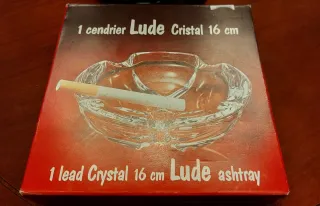 1 cendrier Lude Cristal 16 cm
1 lead Crystal 16 cm Lude ashtray